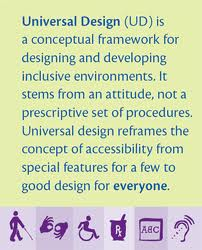 Universal Design (UD) is
a conceptual framework for
designing and developing
inclusive environments. It
stems from an attitude, not a
prescriptive set of procedures.
Universal design reframes the
concept of accessibility from
special features for a few to
good design for everyone.
Rx
ABC